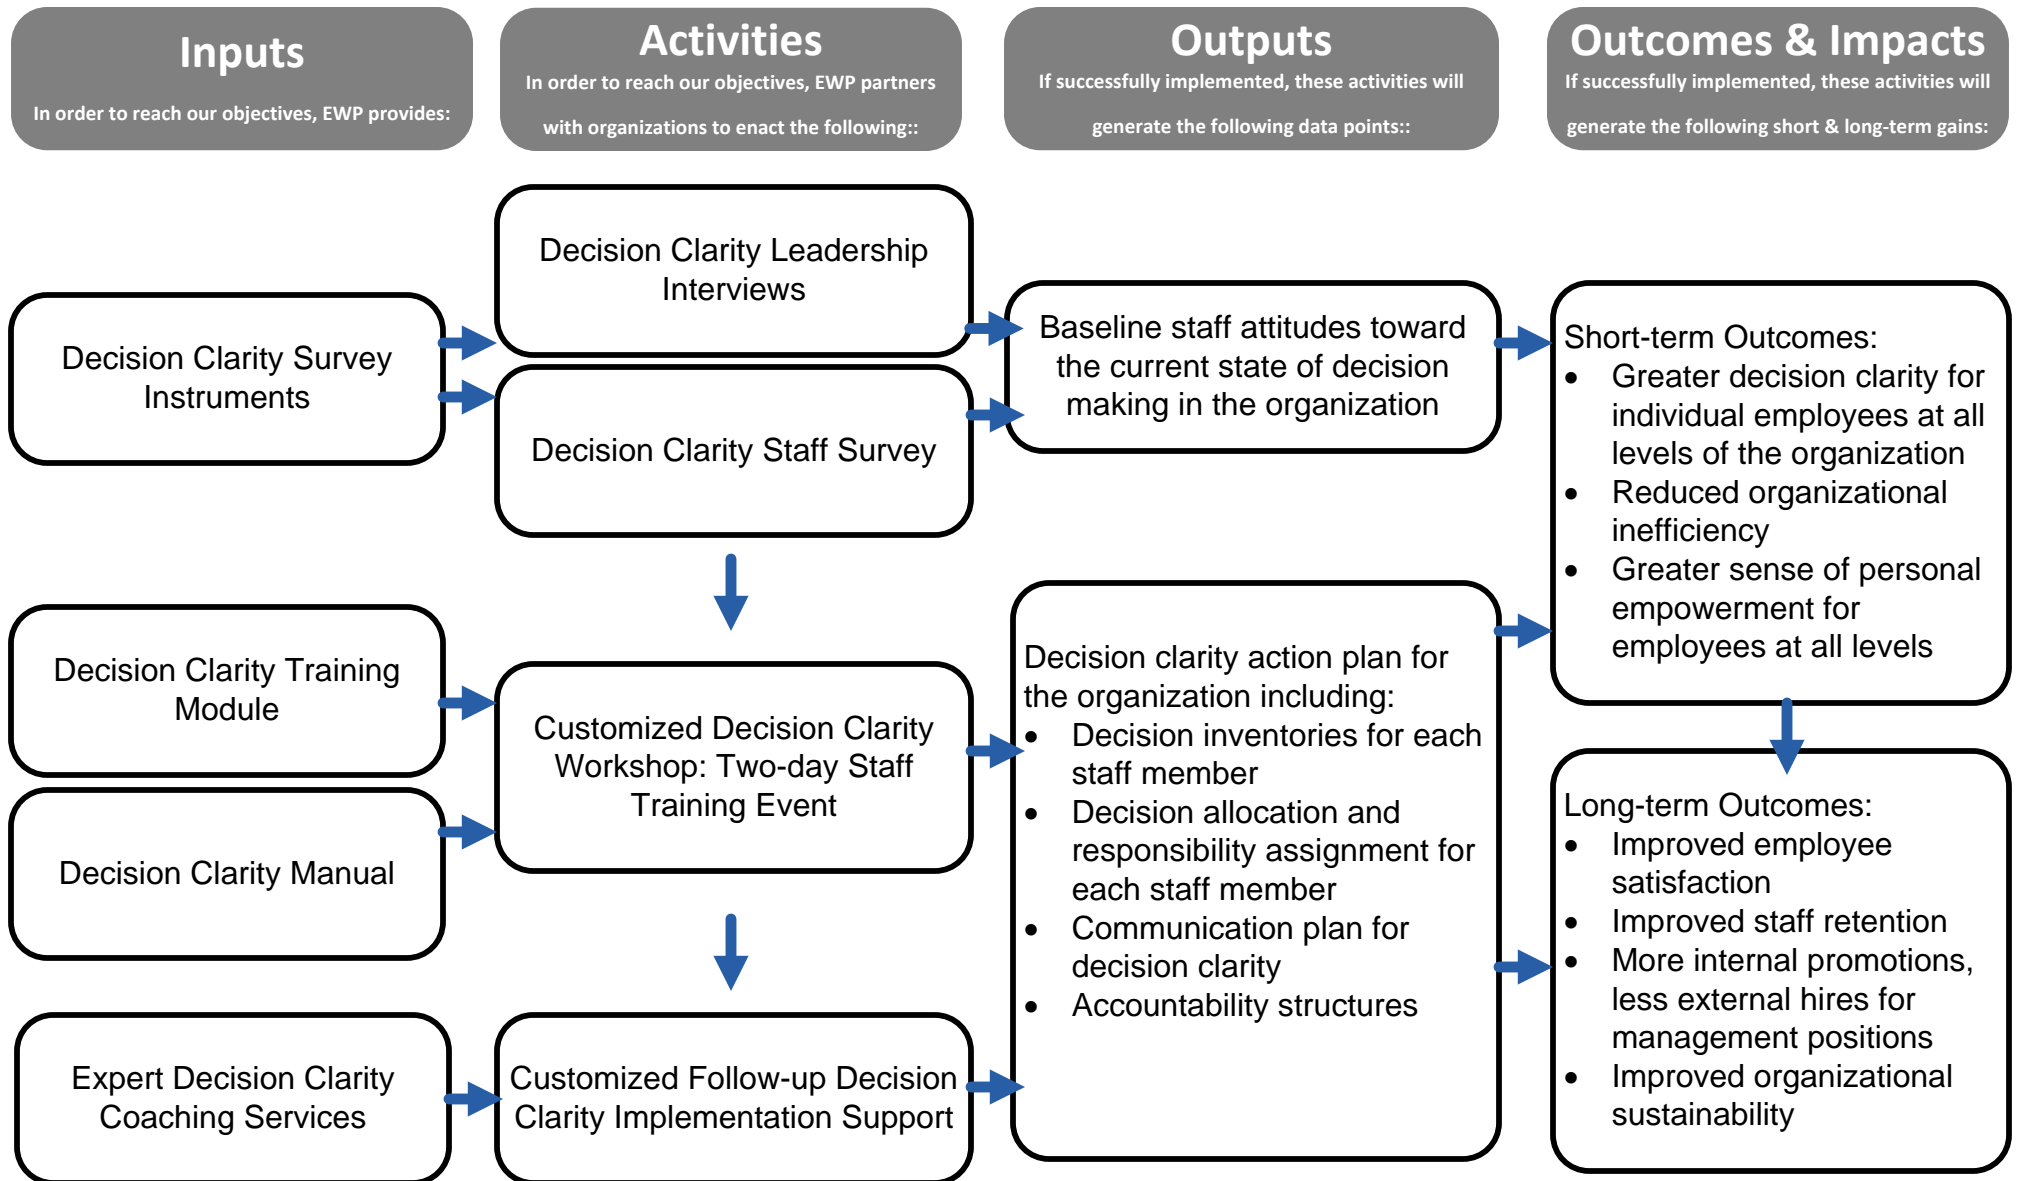 Inputs
In order to reach our objectives, EWP provides:
Activities
In order to reach our objectives, EWP partners
with organizations to enact the following::
Outputs
If successfully implemented, these activities will
generate the following data points::
Outcomes & Impacts
If successfully implemented, these activities will
generate the following short & long-term gains:
Decision Clarity Survey
Instruments
Decision Clarity Training
Module
Decision Clarity Manual
Expert Decision Clarity
Coaching Services
Decision Clarity Leadership
Interviews
Decision Clarity Staff Survey
Customized Decision Clarity
Workshop: Two-day Staff
Training Event
Customized Follow-up Decision
Clarity Implementation Support
Baseline staff attitudes toward
the current state of decision
making in the organization
Decision clarity action plan for
the organization including:
• Decision inventories for each
staff member
• Decision allocation and
responsibility assignment for
each staff member
• Communication plan for
decision clarity
• Accountability structures
Short-term Outcomes:
• Greater decision clarity for
individual employees at all
levels of the organization
• Reduced organizational
inefficiency
• Greater sense of personal
empowerment for
employees at all levels
Long-term Outcomes:
• Improved employee
satisfaction
• Improved staff retention
• More internal promotions,
less external hires for
management positions
• Improved organizational
sustainability